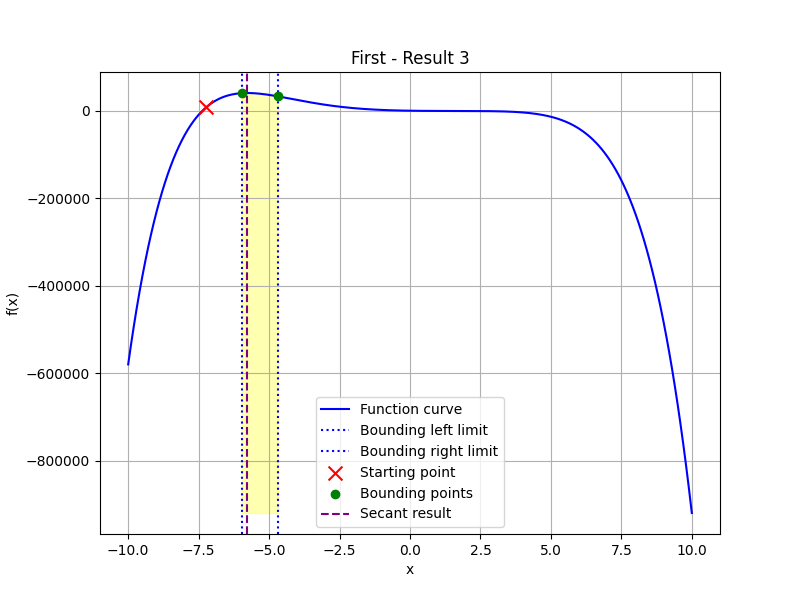 First - Result 3
0
−200000
−400000
−600000
−800000
f(x)
Function curve
Bounding left limit
Bounding right limit
Starting point
Bounding points
Secant result
−10.0 −7.5 −5.0 −2.5 0.0 2.5 5.0 7.5 10.0
x